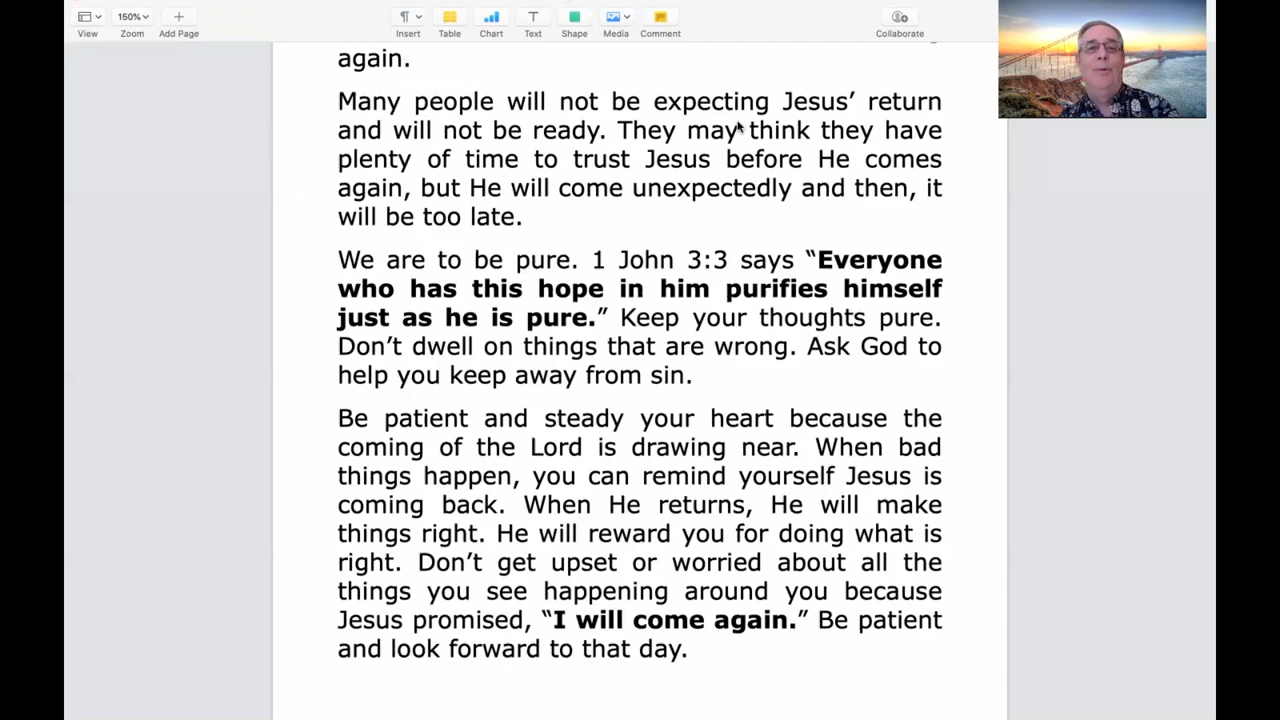 View
150%
Zoom
Add Page
Insert
Table
Chart
Text
Shape
Media
Comment
Collaborate
again.
Many people will not be expecting Jesus’ return
and will not be ready. They may think they have
plenty of time to trust Jesus before He comes
again, but He will come unexpectedly and then, it
will be too late.
We are to be pure. 1 John 3:3 says “Everyone
who has this hope in him purifies himself
just as he is pure.” Keep your thoughts pure.
Don’t dwell on things that are wrong. Ask God to
help you keep away from sin.
Be patient and steady your heart because the
coming of the Lord is drawing near. When bad
things happen, you can remind yourself Jesus is
coming back. When He returns, He will make
things right. He will reward you for doing what is
right. Don’t get upset or worried about all the
things you see happening around you because
Jesus promised, “I will come again.” Be patient
and look forward to that day.